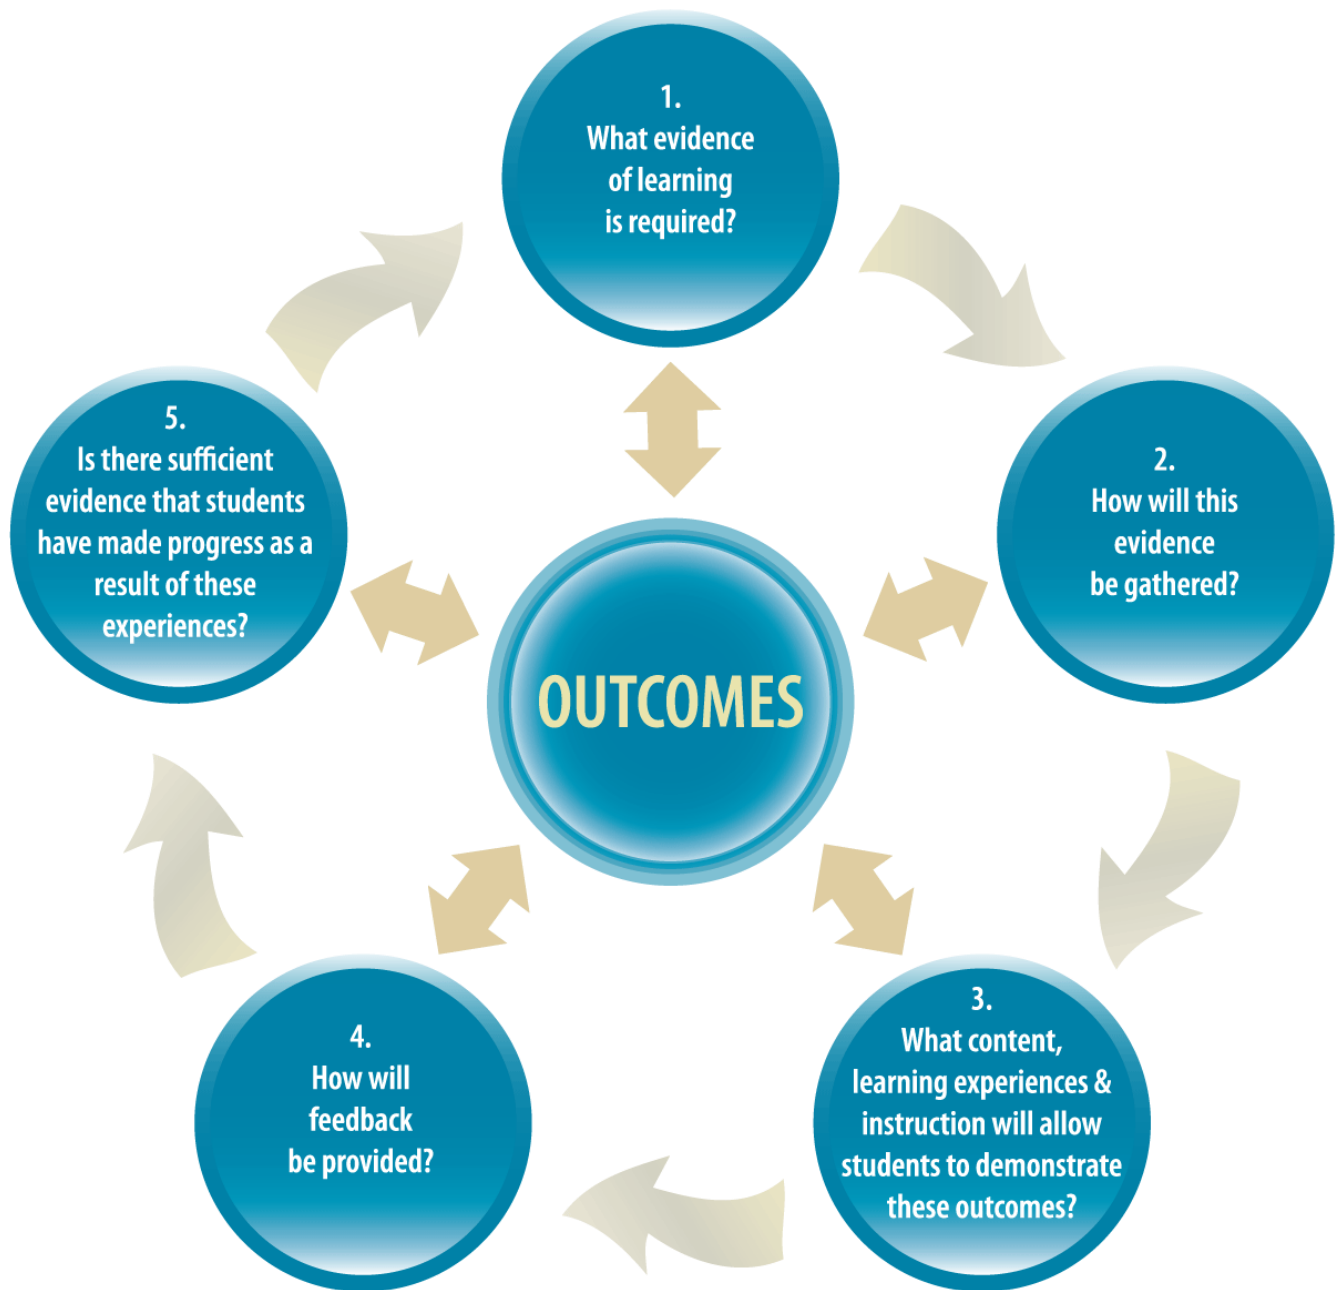 1.
What evidence
of learning
is required?
2.
How will this
evidence
be gathered?
3.
What content,
learning experiences &
instruction will allow
students to demonstrate
these outcomes?
4.
How will
feedback
be provided?
5.
Is there sufficient
evidence that students
have made progress as a
result of these
experiences?
OUTCOMES